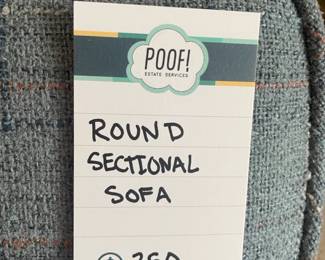 POOF!
ESTATE SERVICES
ROUND
SECTIONAL
SOFA